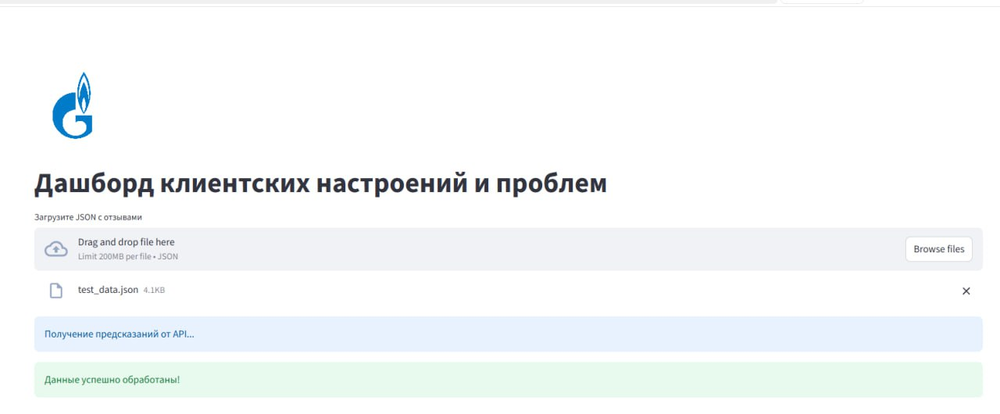 Дашборд клиентских настроений и проблем
Загрузите JSON с отзывами
Drag and drop file here
Limit 200MB per file • JSON
Browse files
test_data.json 4.1KB
Получение предсказаний от API...
Данные успешно обработаны!